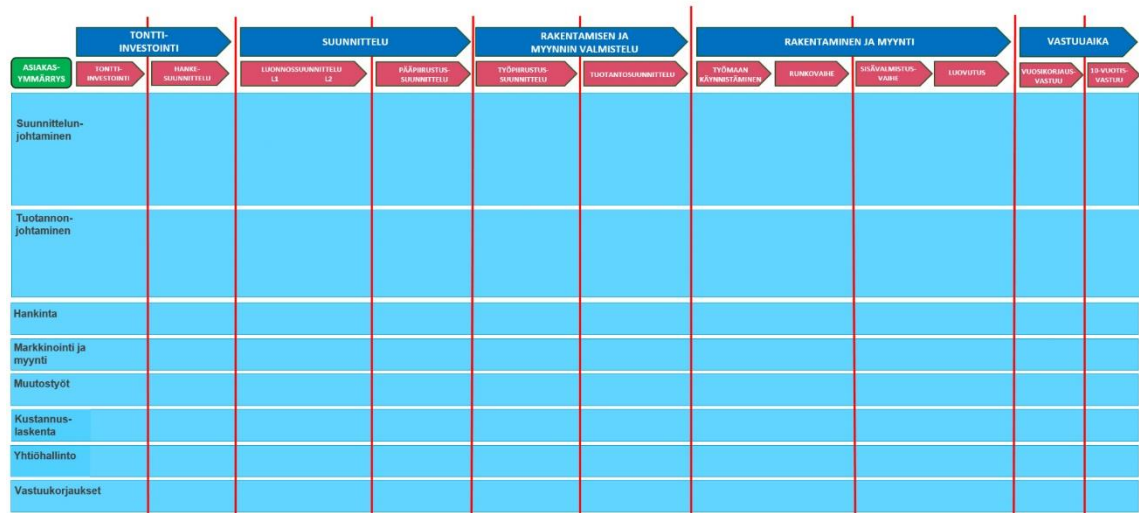 TONTTI-
INVESTOINTI
SUUNNITTELU
RAKENTAMISEN JA
MYYNNIN VALMISTELU
RAKENTAMINEN JA MYYNTI
VASTUUAIKA
ASIAKAS-
YMMÄRRYS
TONTTI-
INVESTOINTI
HANKE-
SUUNNITTELU
LUONNOSSUUNNITTELU
L1 L2
PÄÄPIIRUSTUS-
SUUNNITTELU
TYÖPIIRUSTUS-
SUUNNITTELU
TUOTANTOSUUNNITTELU
TYÖMAAN
KÄYNNISTÄMINEN
RUNKOVAIHE
SISÄVALMISTUS-
VAIHE
LUOVUTUS
VUOSIKORJAUS-
VASTUU
10-VUOTIS-
VASTUU
Suunnittelun-
johtaminen
Tuotannon-
johtaminen
Hankinta
Markkinointi ja
myynti
Muutostyöt
Kustannus-
laskenta
Yhtiöhallinto
Vastuukorjaukset